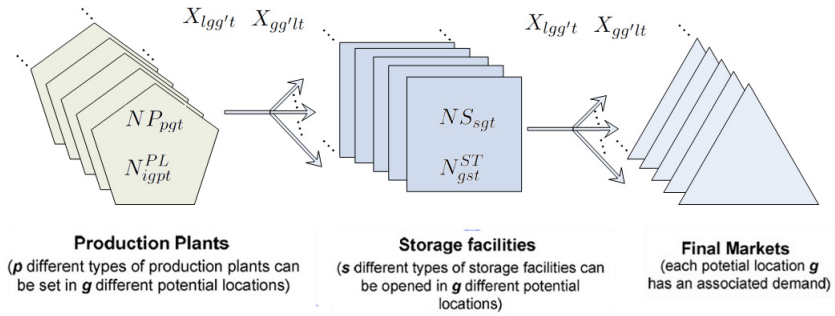 X_{lgg't} X_{gg'lt} X_{lgg't} X_{gg'lt}
NP_{pgt} NS_{sgt}
N^{PL}_{igpt} N^{ST}_{gst}
Production Plants
(p different types of production plants can
be set in g different potential locations)
Storage facilities
(s different types of storage facilities can
be opened in g different potential
locations)
Final Markets
(each potetial location g
has an associated demand)